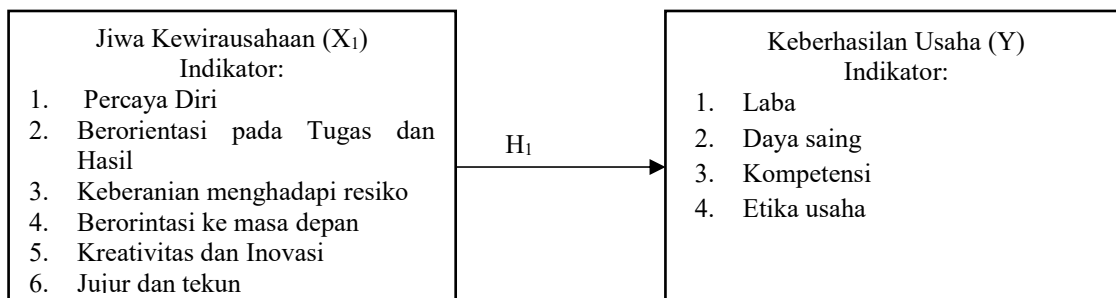 Jiwa Kewirausahaan (X₁)
Indikator:
1. Percaya Diri
2. Berorientasi pada Tugas dan
Hasil
3. Keberanian menghadapi resiko
4. Berorintasi ke masa depan
5. Kreativitas dan Inovasi
6. Jujur dan tekun
H₁
Keberhasilan Usaha (Y)
Indikator:
1. Laba
2. Daya saing
3. Kompetensi
4. Etika usaha